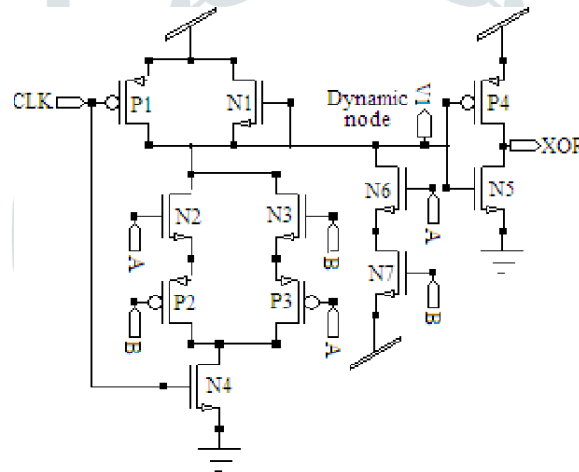 CLK
P1
N1
Dynamic
node
V1
P4
XOR
N2
N3
N6
N5
A
B
A
P2
P3
N7
B
B
A
N4